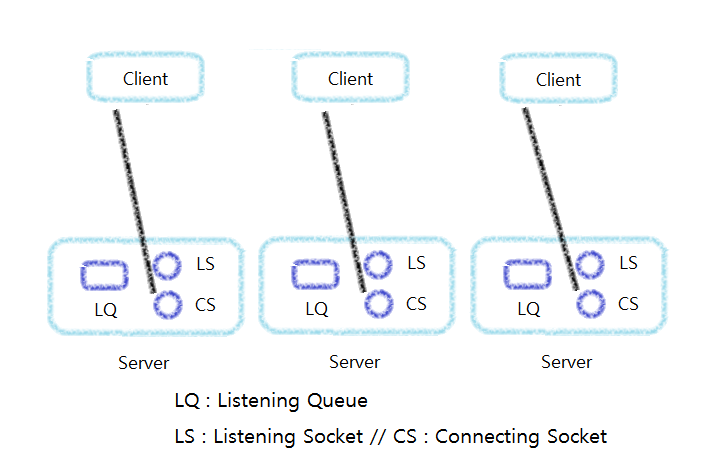 Client Client Client
LS LS LS
LQ CS LQ CS LQ CS
Server Server Server
LQ : Listening Queue
LS : Listening Socket // CS : Connecting Socket